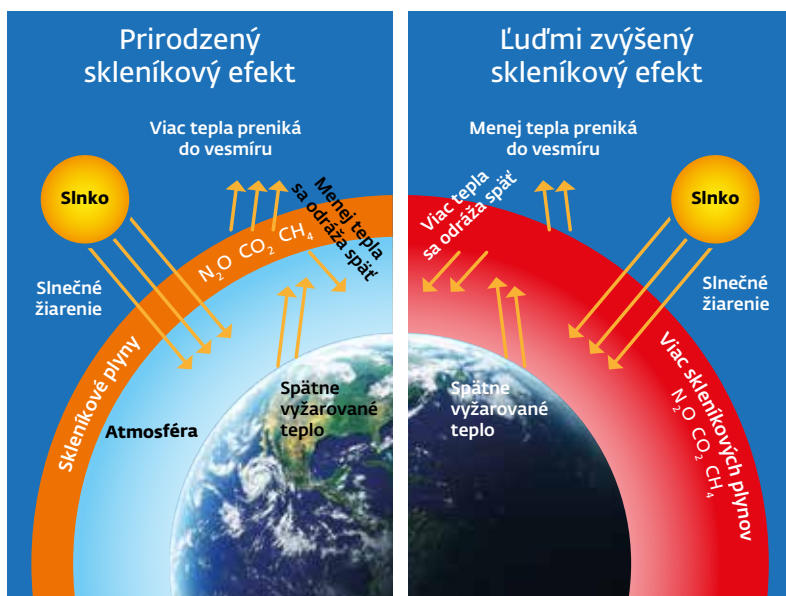 Prirodzený
skleníkový efekt
Viac tepla preniká
do vesmíru
Slnko
Menej tepla
sa odráža späť
N₂O CO₂ CH₄
Slnečné
žiarenie
Skleníkové plyny
Atmosféra
Spätne
vyžarované
teplo
Ľuďmi zvýšený
skleníkový efekt
Menej tepla preniká
do vesmíru
Viac tepla
sa odráža späť
Slnko
Slnečné
žiarenie
Spätne
vyžarované
teplo
Viac skleníkových plynov
N₂O CO₂ CH₄